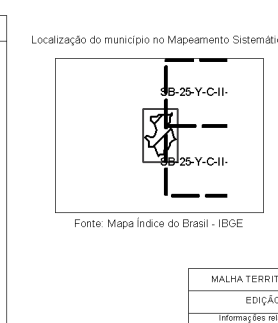 Localização do município no Mapeamento Sistemáti
SB-25-Y-C-II-
SB-25-Y-C-II-
Fonte: Mapa Índice do Brasil - IBGE
MALHA TERRIT
EDIÇÃO
Informações rel